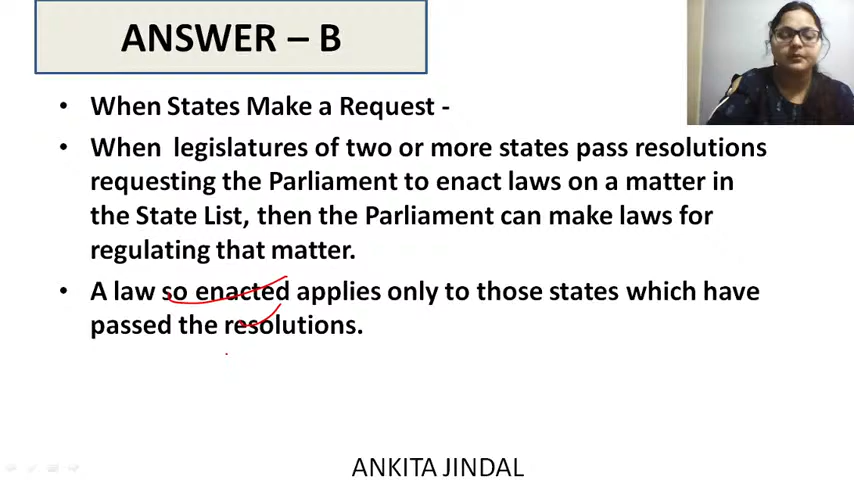 ANSWER – B
• When States Make a Request -
• When legislatures of two or more states pass resolutions
requesting the Parliament to enact laws on a matter in
the State List, then the Parliament can make laws for
regulating that matter.
• A law so enacted applies only to those states which have
passed the resolutions.
ANKITA JINDAL